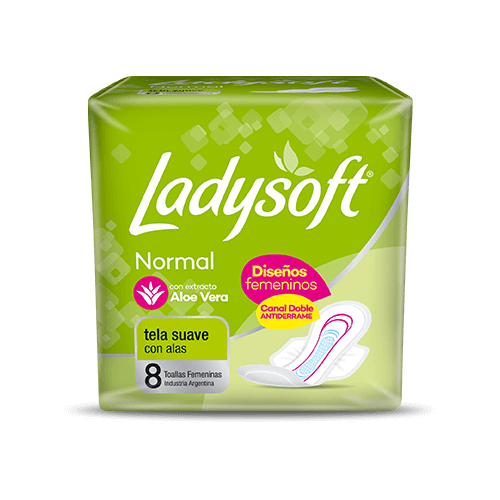 Ladysoft®
Normal
con extracto
Aloe Vera
Diseños
femeninos
Canal Doble
ANTIDERRAME
tela suave
con alas
8 Toallas Femeninas
Industria Argentina